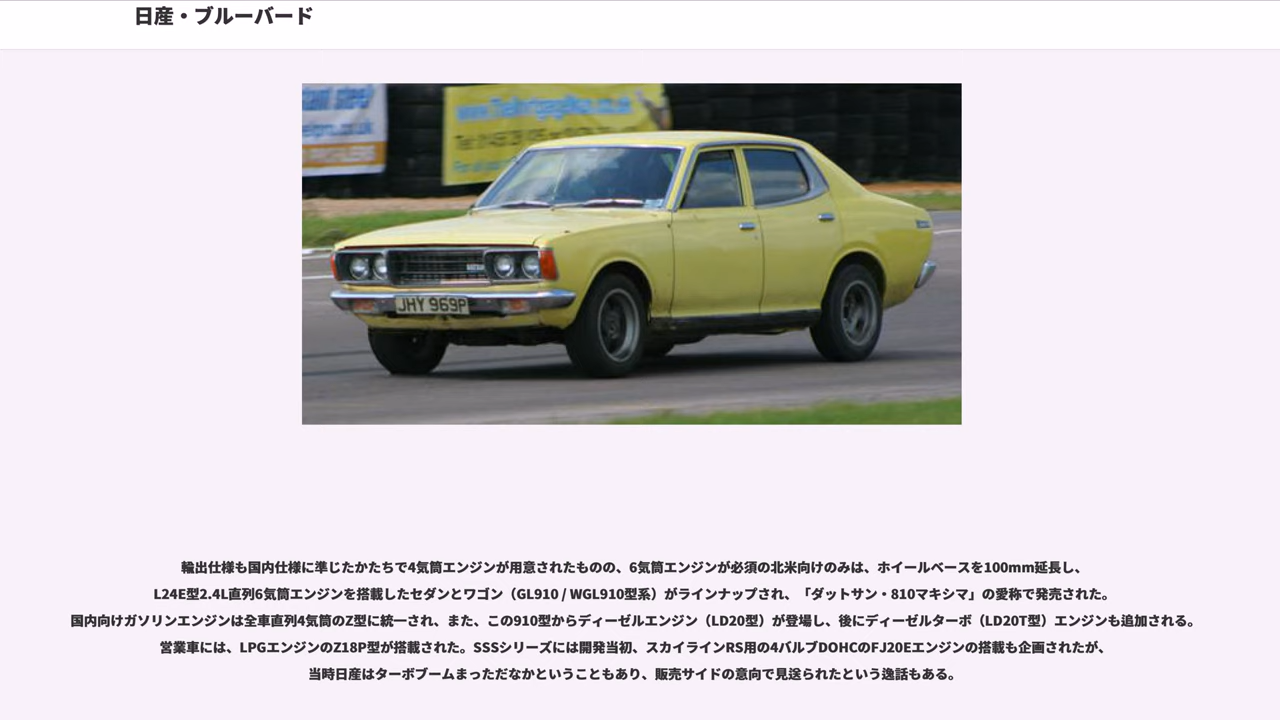 日産・ブルーバード
JHY 969P
輸出仕様も国内仕様に準じたかたちで4気筒エンジンが用意されたものの、6気筒エンジンが必須の北米向けのみは、ホイールベースを100mm延長し、
L24E型2.4L直列6気筒エンジンを搭載したセダンとワゴン（GL910 / WGL910型系）がラインナップされ、「ダットサン・810マキシマ」の愛称で発売された。
国内向けガソリンエンジンは全車直列4気筒のZ型に統一され、また、この910型からディーゼルエンジン（LD20型）が登場し、後にディーゼルターボ（LD20T型）エンジンも追加される。
営業車には、LPGエンジンのZ18P型が搭載された。SSSシリーズには開発当初、スカイラインRS用の4バルブDOHCのFJ20Eエンジンの搭載も企画されたが、
当時日産はターボブームまっただなかということもあり、販売サイドの意向で見送られたという逸話もある。